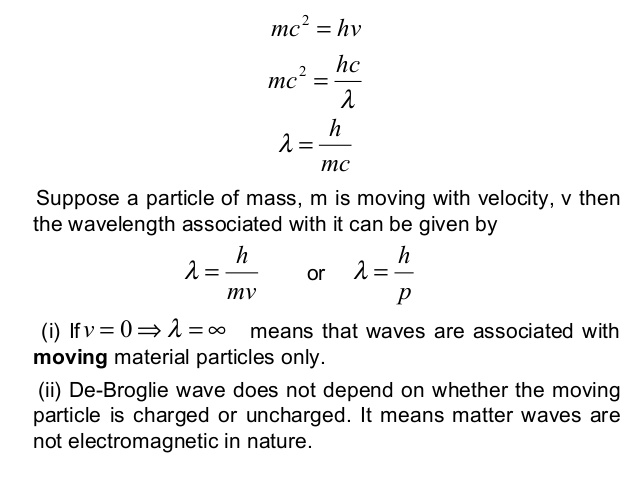 mc² = hν
mc² = hc/λ
λ = h/mc
Suppose a particle of mass, m is moving with velocity, v then
the wavelength associated with it can be given by
λ = h/mv or λ = h/p
(i) If v = 0 ⇒ λ = ∞ means that waves are associated with
moving material particles only.
(ii) De-Broglie wave does not depend on whether the moving
particle is charged or uncharged. It means matter waves are
not electromagnetic in nature.